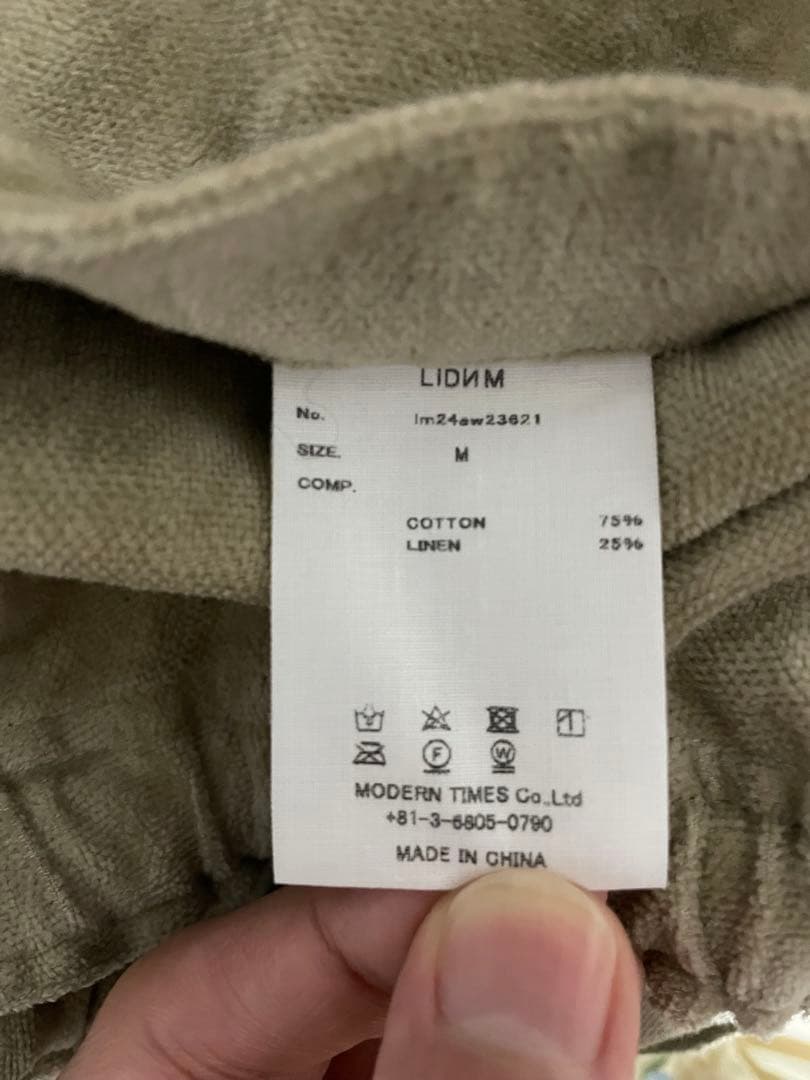 LiDИM
No. lm24aw23621
SIZE. M
COMP.
COTTON 75%
LINEN 25%
F W
MODERN TIMES Co.,Ltd
+81-3-6805-0790
MADE IN CHINA